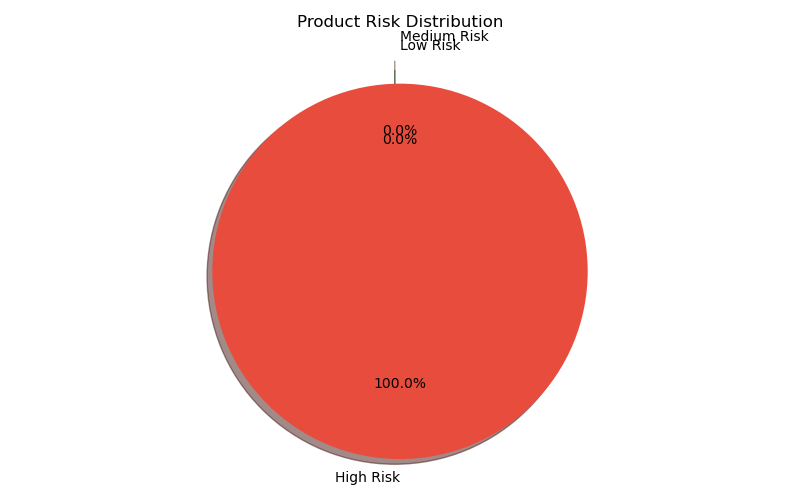 Product Risk Distribution
Medium Risk
Low Risk
0.0%
0.0%
100.0%
High Risk